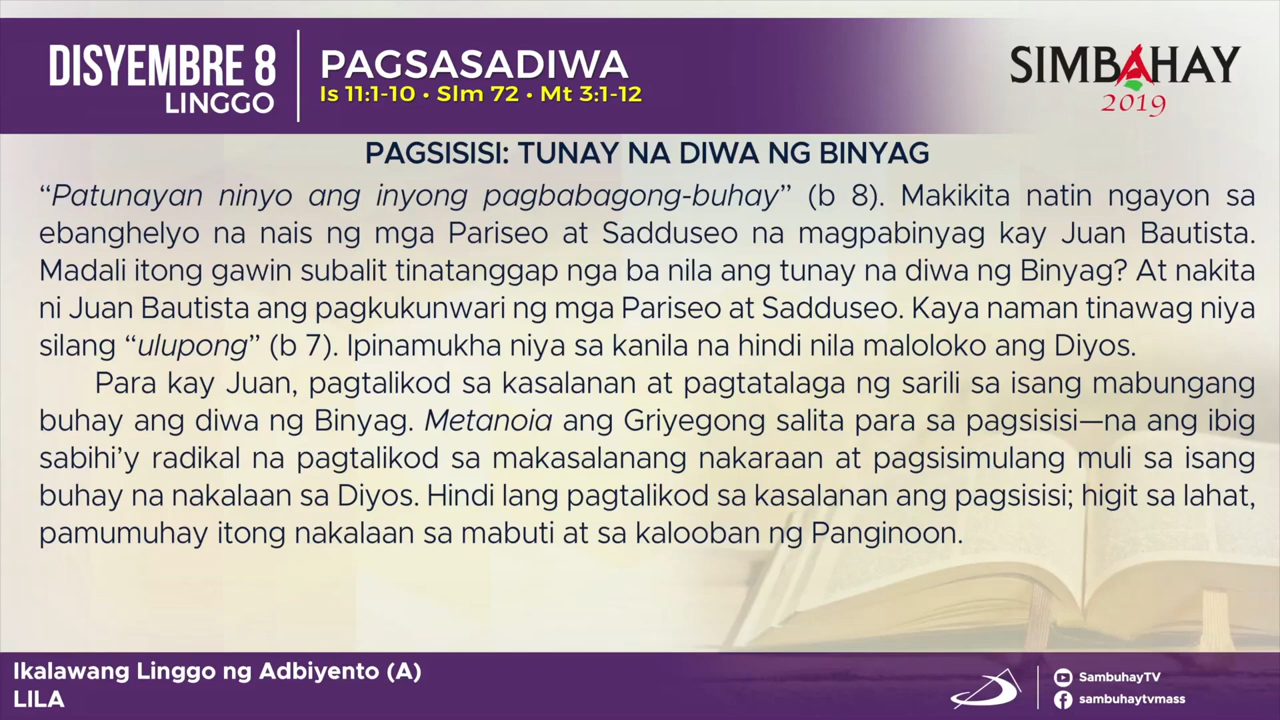 DISYEMBRE 8
LINGGO
PAGSASADIWA
Is 11:1-10 • Slm 72 • Mt 3:1-12
SIMBAHAY
2019
PAGSISISI: TUNAY NA DIWA NG BINYAG
“Patunayan ninyo ang inyong pagbabagong-buhay” (b 8). Makikita natin ngayon sa
ebanghelyo na nais ng mga Pariseo at Sadduseo na magpabinyag kay Juan Bautista.
Madali itong gawin subalit tinatanggap nga ba nila ang tunay na diwa ng Binyag? At nakita
ni Juan Bautista ang pagkukunwari ng mga Pariseo at Sadduseo. Kaya naman tinawag niya
silang “ulupong” (b 7). Ipinamukha niya sa kanila na hindi nila maloloko ang Diyos.
Para kay Juan, pagtalikod sa kasalanan at pagtatalaga ng sarili sa isang mabungang
buhay ang diwa ng Binyag. Metanoia ang Griyegong salita para sa pagsisisi—na ang ibig
sabihi’y radikal na pagtalikod sa makasalanang nakaraan at pagsisimulang muli sa isang
buhay na nakalaan sa Diyos. Hindi lang pagtalikod sa kasalanan ang pagsisisi; higit sa lahat,
pamumuhay itong nakalaan sa mabuti at sa kalooban ng Panginoon.
Ikalawang Linggo ng Adbiyento (A)
LILA
SambuhayTV
sambuhaytvmass